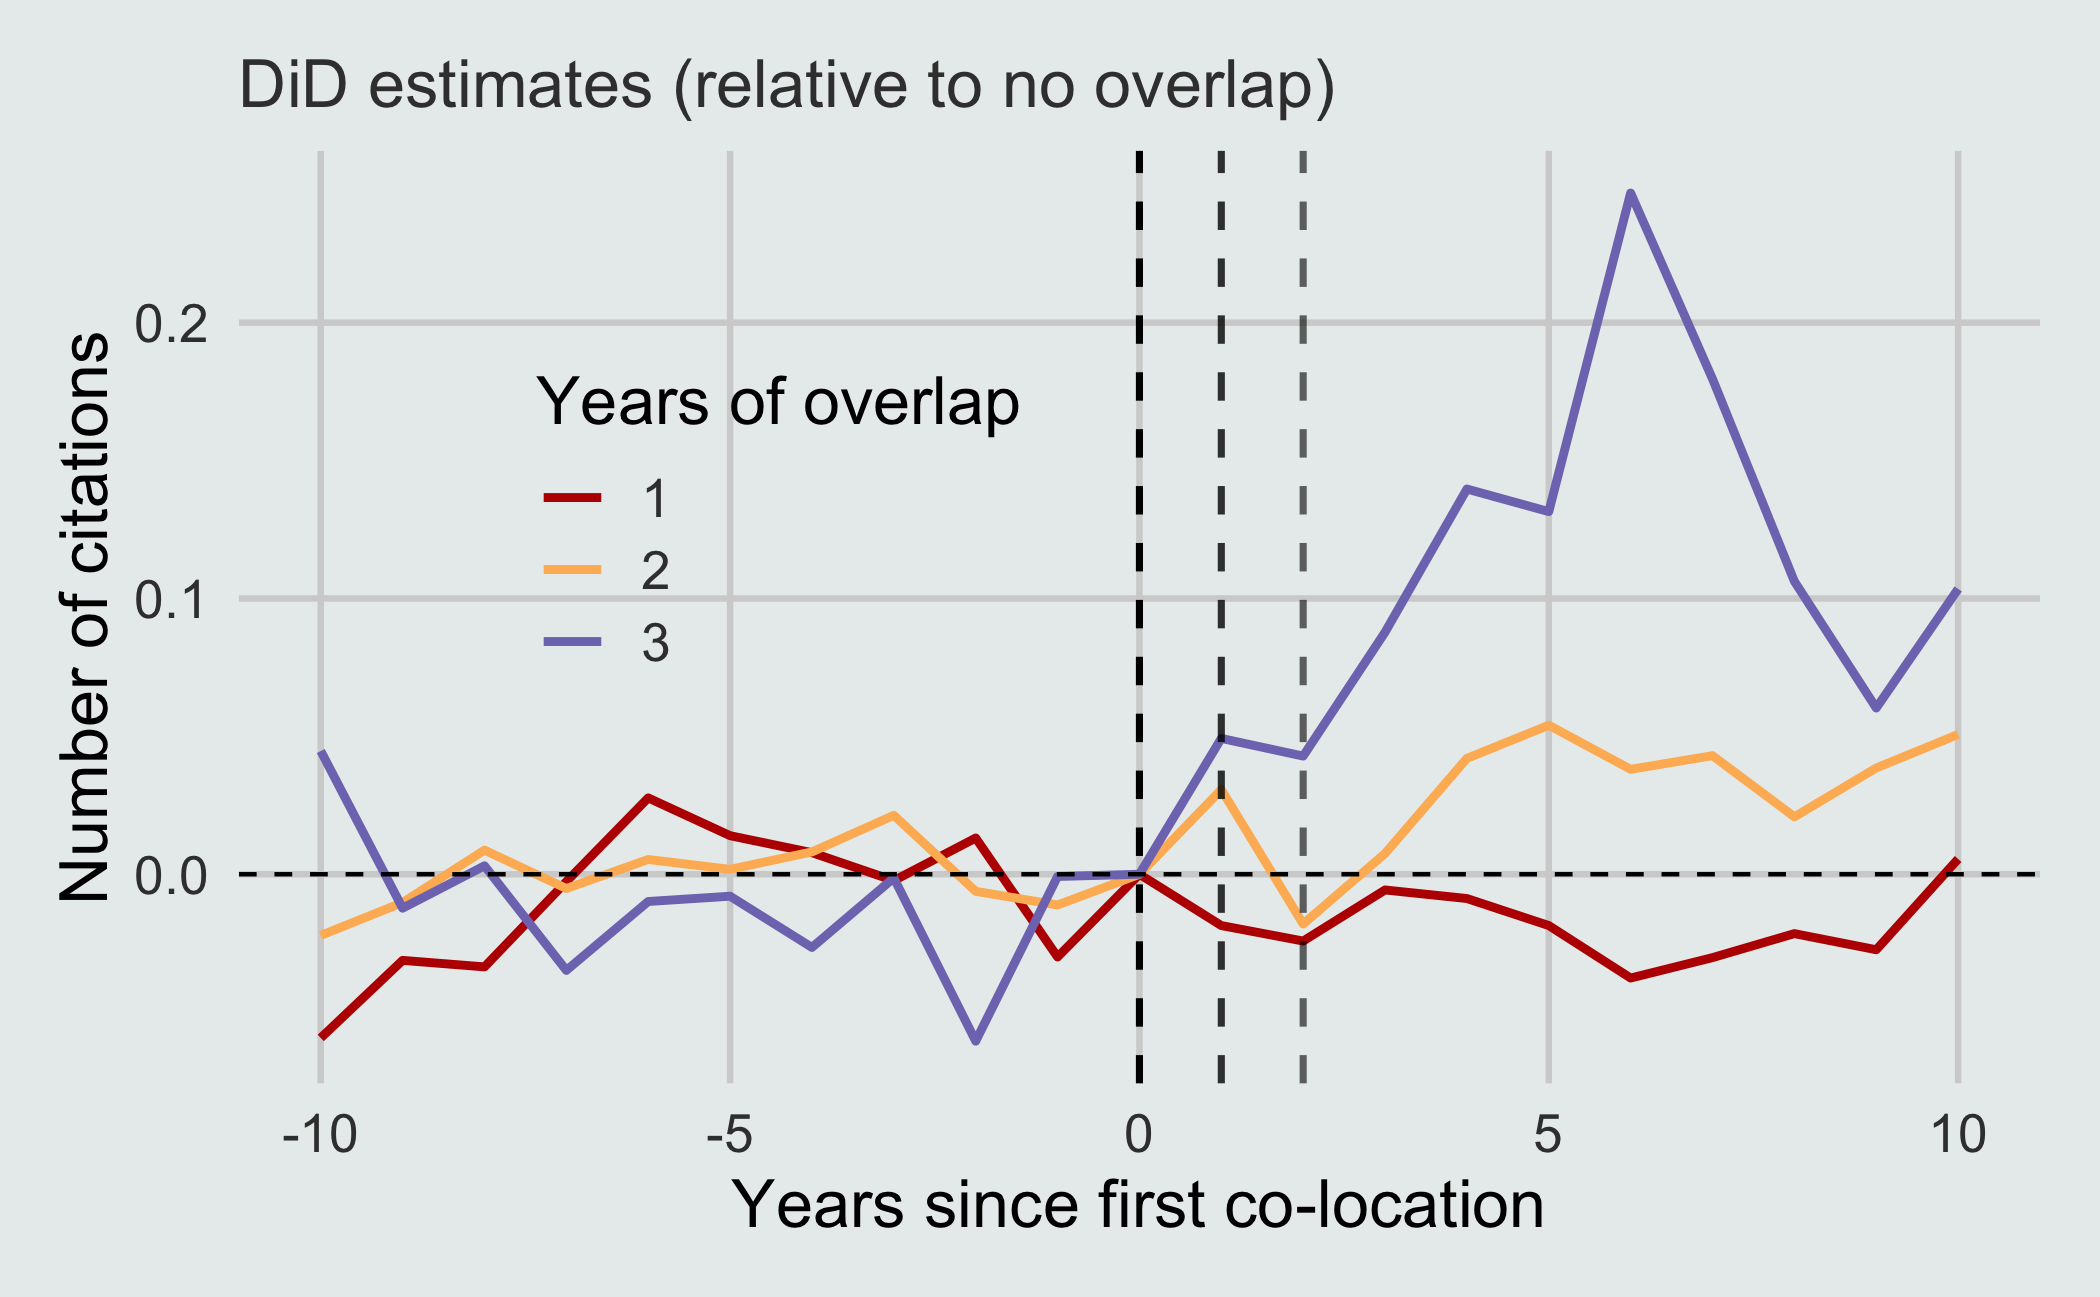 DiD estimates (relative to no overlap)
Number of citations
0.2
0.1
0.0
Years of overlap
1
2
3
-10
-5
0
5
10
Years since first co-location